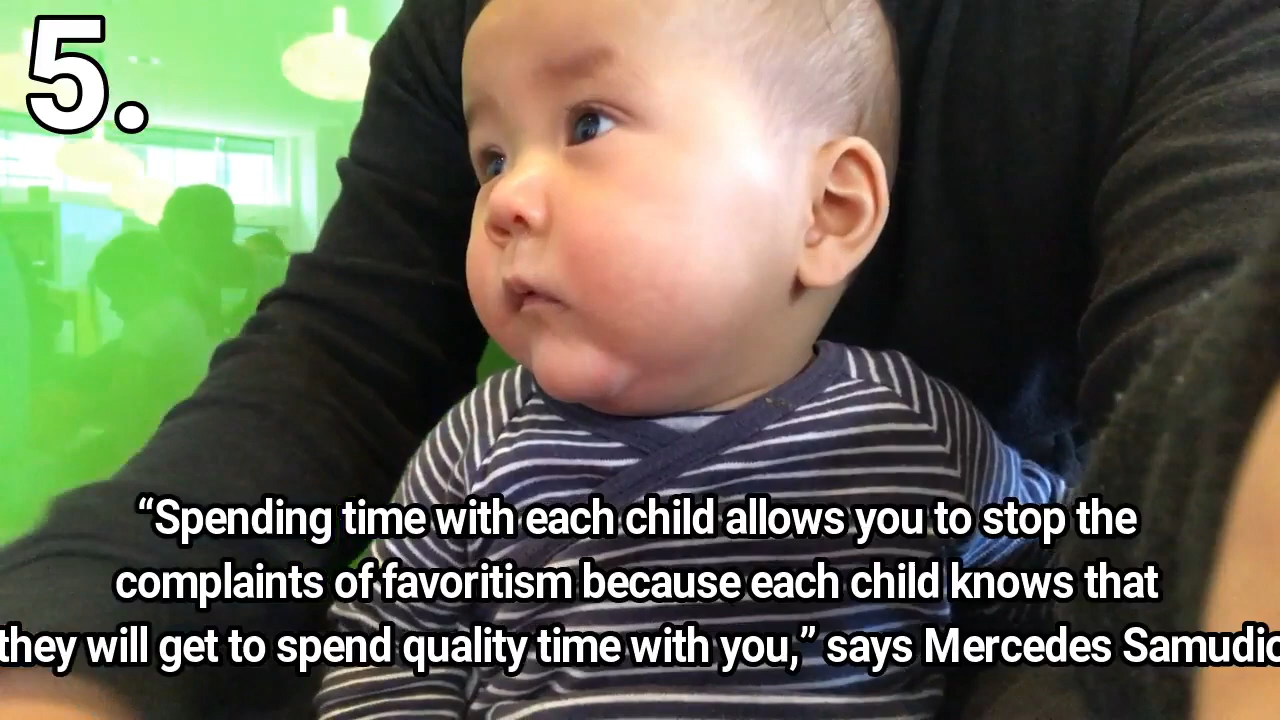 5.
“Spending time with each child allows you to stop the
complaints of favoritism because each child knows that
they will get to spend quality time with you,” says Mercedes Samudio